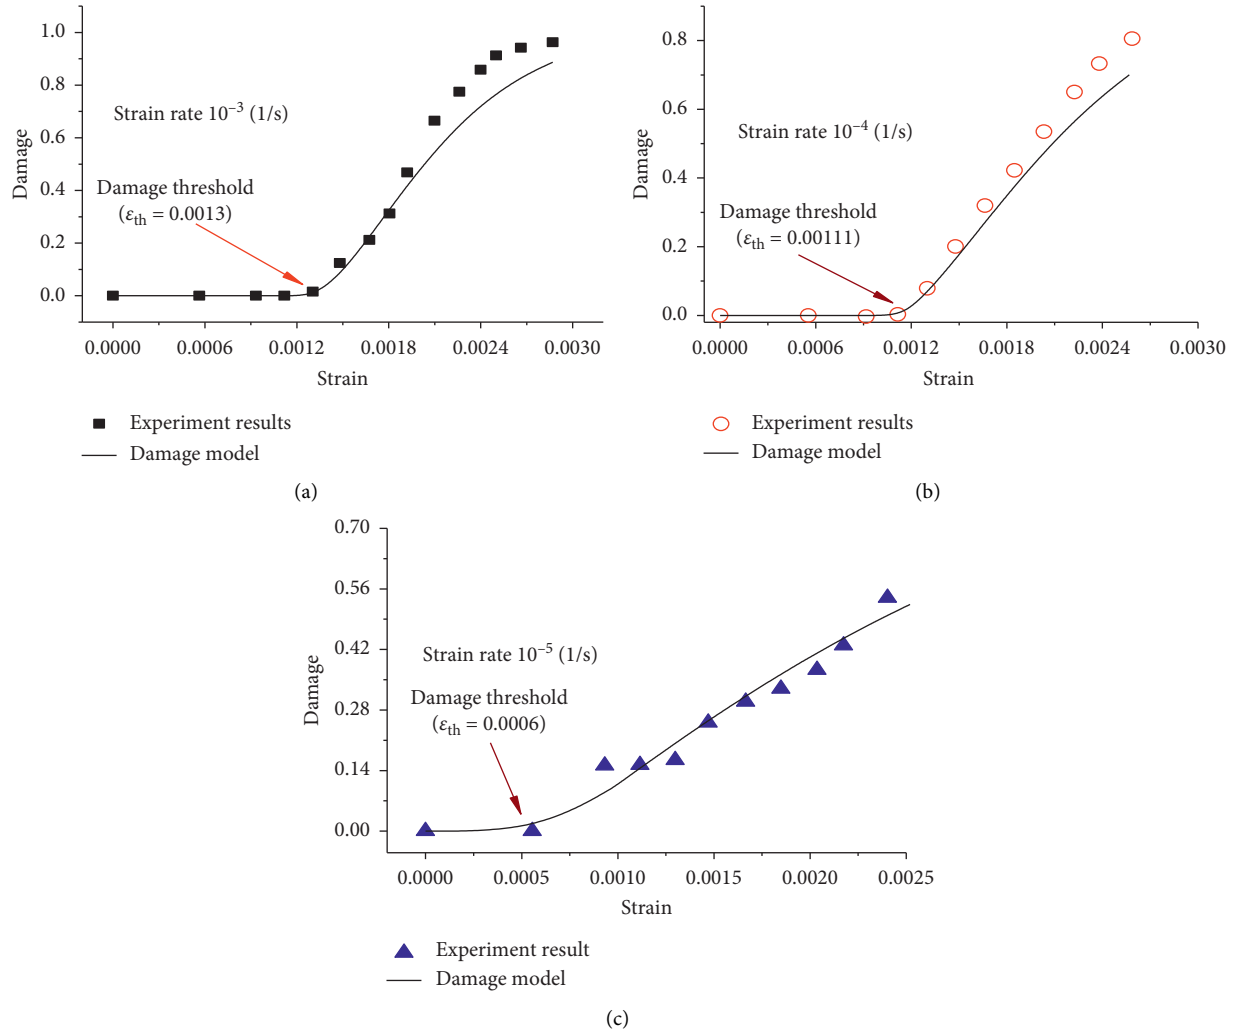 1.0
0.8
0.6
0.4
0.2
0.0
Damage
Strain rate 10⁻³ (1/s)
Damage threshold
(εth = 0.0013)
0.0000 0.0006 0.0012 0.0018 0.0024 0.0030
Strain
Experiment results
Damage model
(a)
0.8
0.6
0.4
0.2
0.0
Damage
Strain rate 10⁻⁴ (1/s)
Damage threshold
(εth = 0.00111)
0.0000 0.0006 0.0012 0.0018 0.0024 0.0030
Strain
Experiment results
Damage model
(b)
0.70
0.56
0.42
0.28
0.14
0.00
Damage
Strain rate 10⁻⁵ (1/s)
Damage threshold
(εth = 0.0006)
0.0000 0.0005 0.0010 0.0015 0.0020 0.0025
Strain
Experiment result
Damage model
(c)